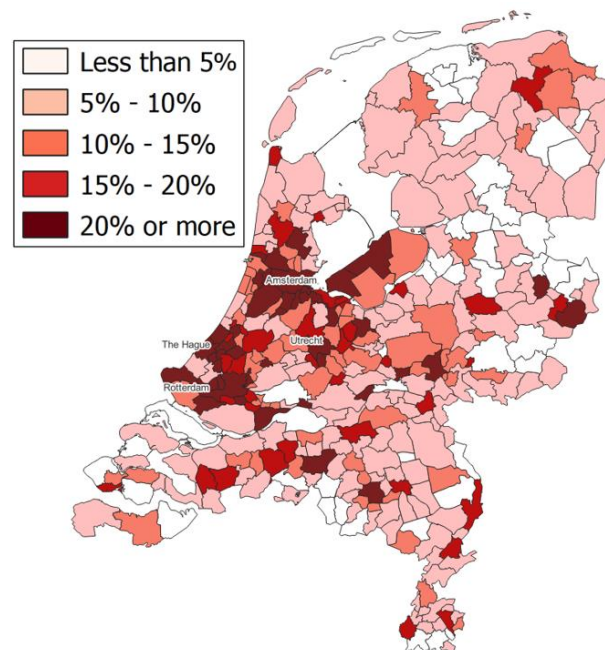 Less than 5%
5% - 10%
10% - 15%
15% - 20%
20% or more
Amsterdam
The Hague
Utrecht
Rotterdam